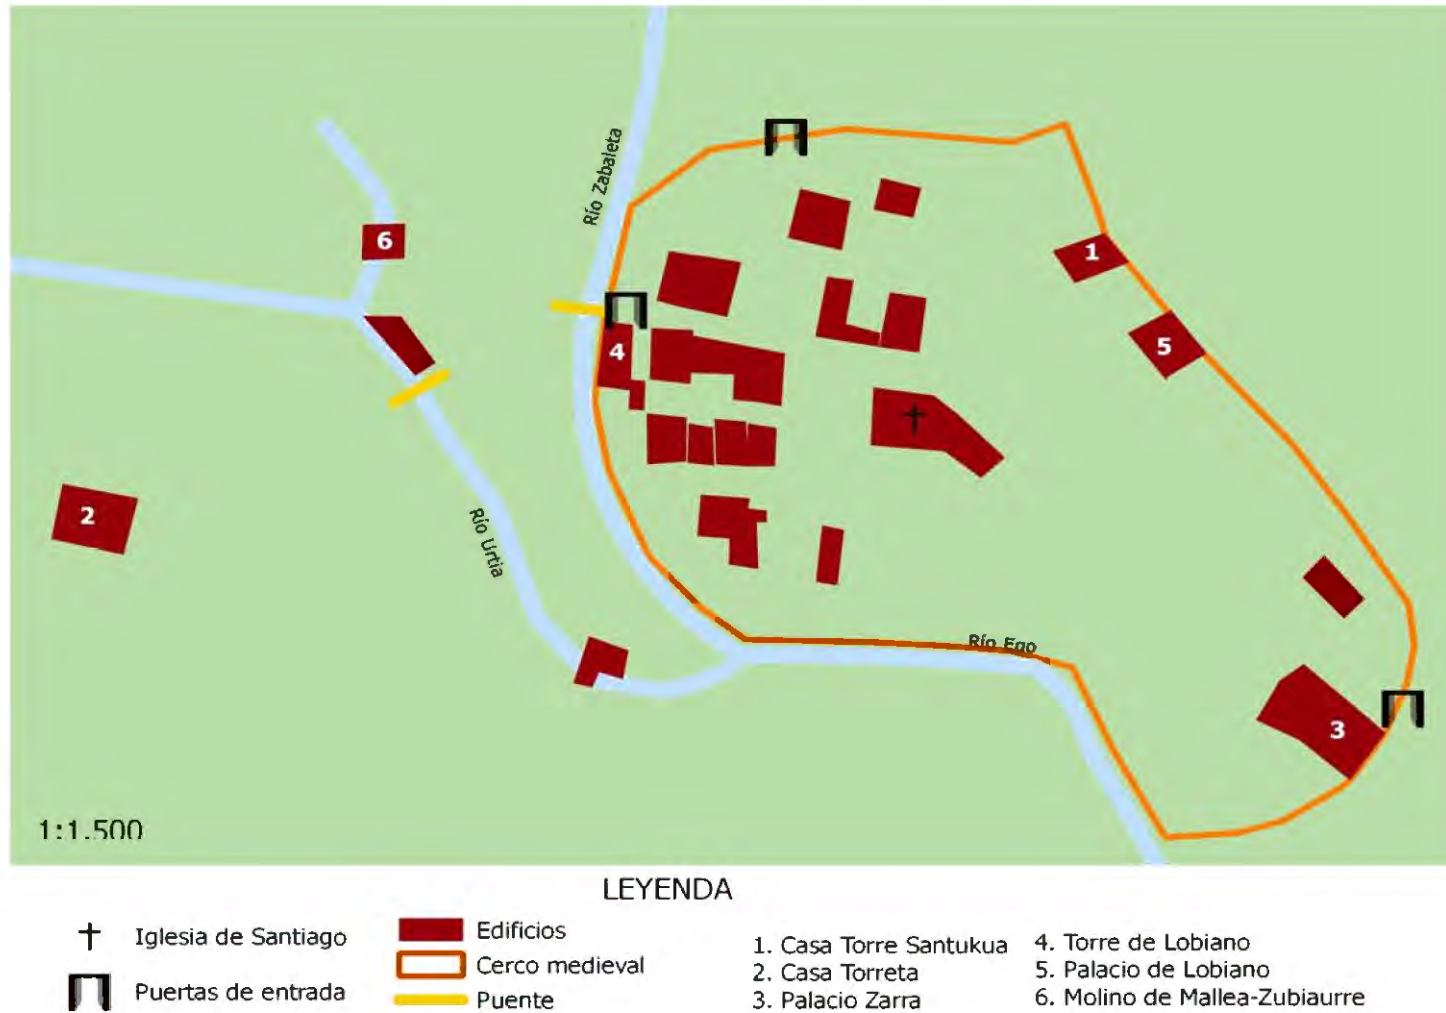 Río Zabaleta
6
1
4
5
2
Río Urtia
Río Ego
3
1:1.500
LEYENDA
Iglesia de Santiago
Puertas de entrada
Edificios
Cerco medieval
Puente
1. Casa Torre Santukua
2. Casa Torreta
3. Palacio Zarra
4. Torre de Lobiano
5. Palacio de Lobiano
6. Molino de Mallea-Zubiaurre